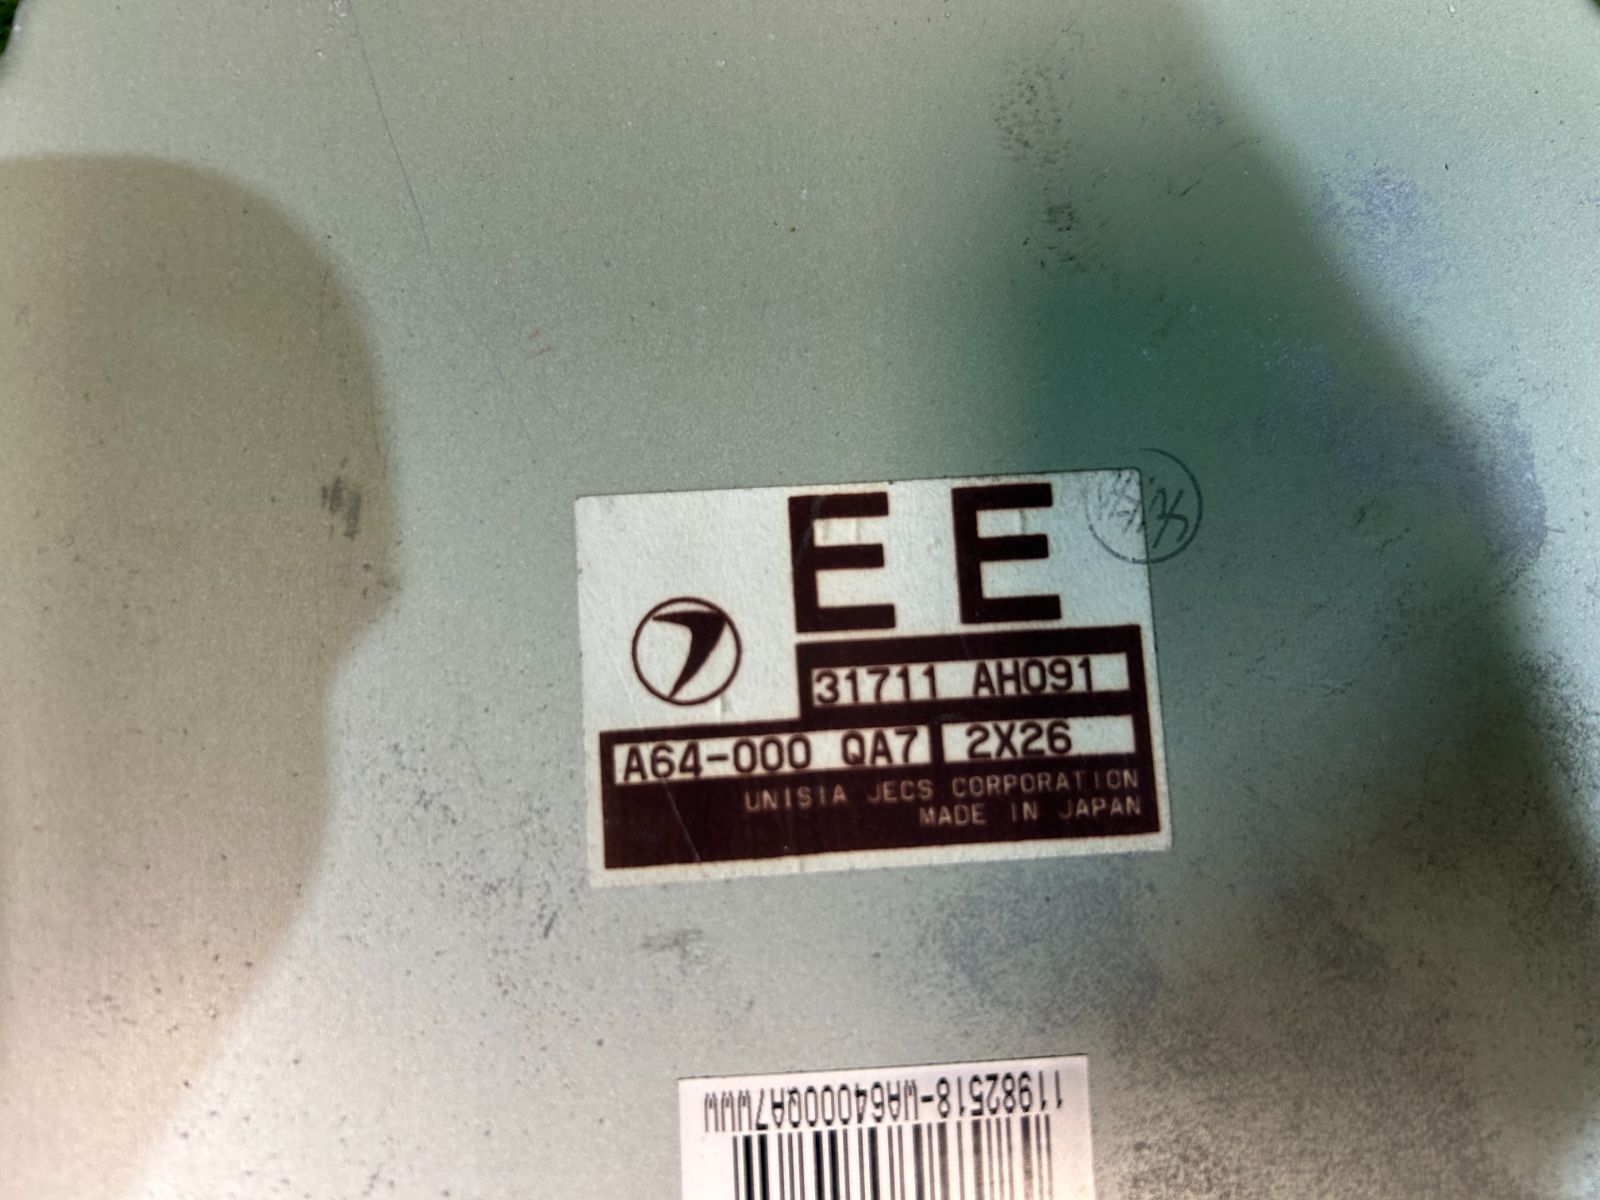 EE
31711 AH091
A64-000 QA7 2X26
UNISIA JECS CORPORATION
MADE IN JAPAN
11982518-WA64000QA7WWW